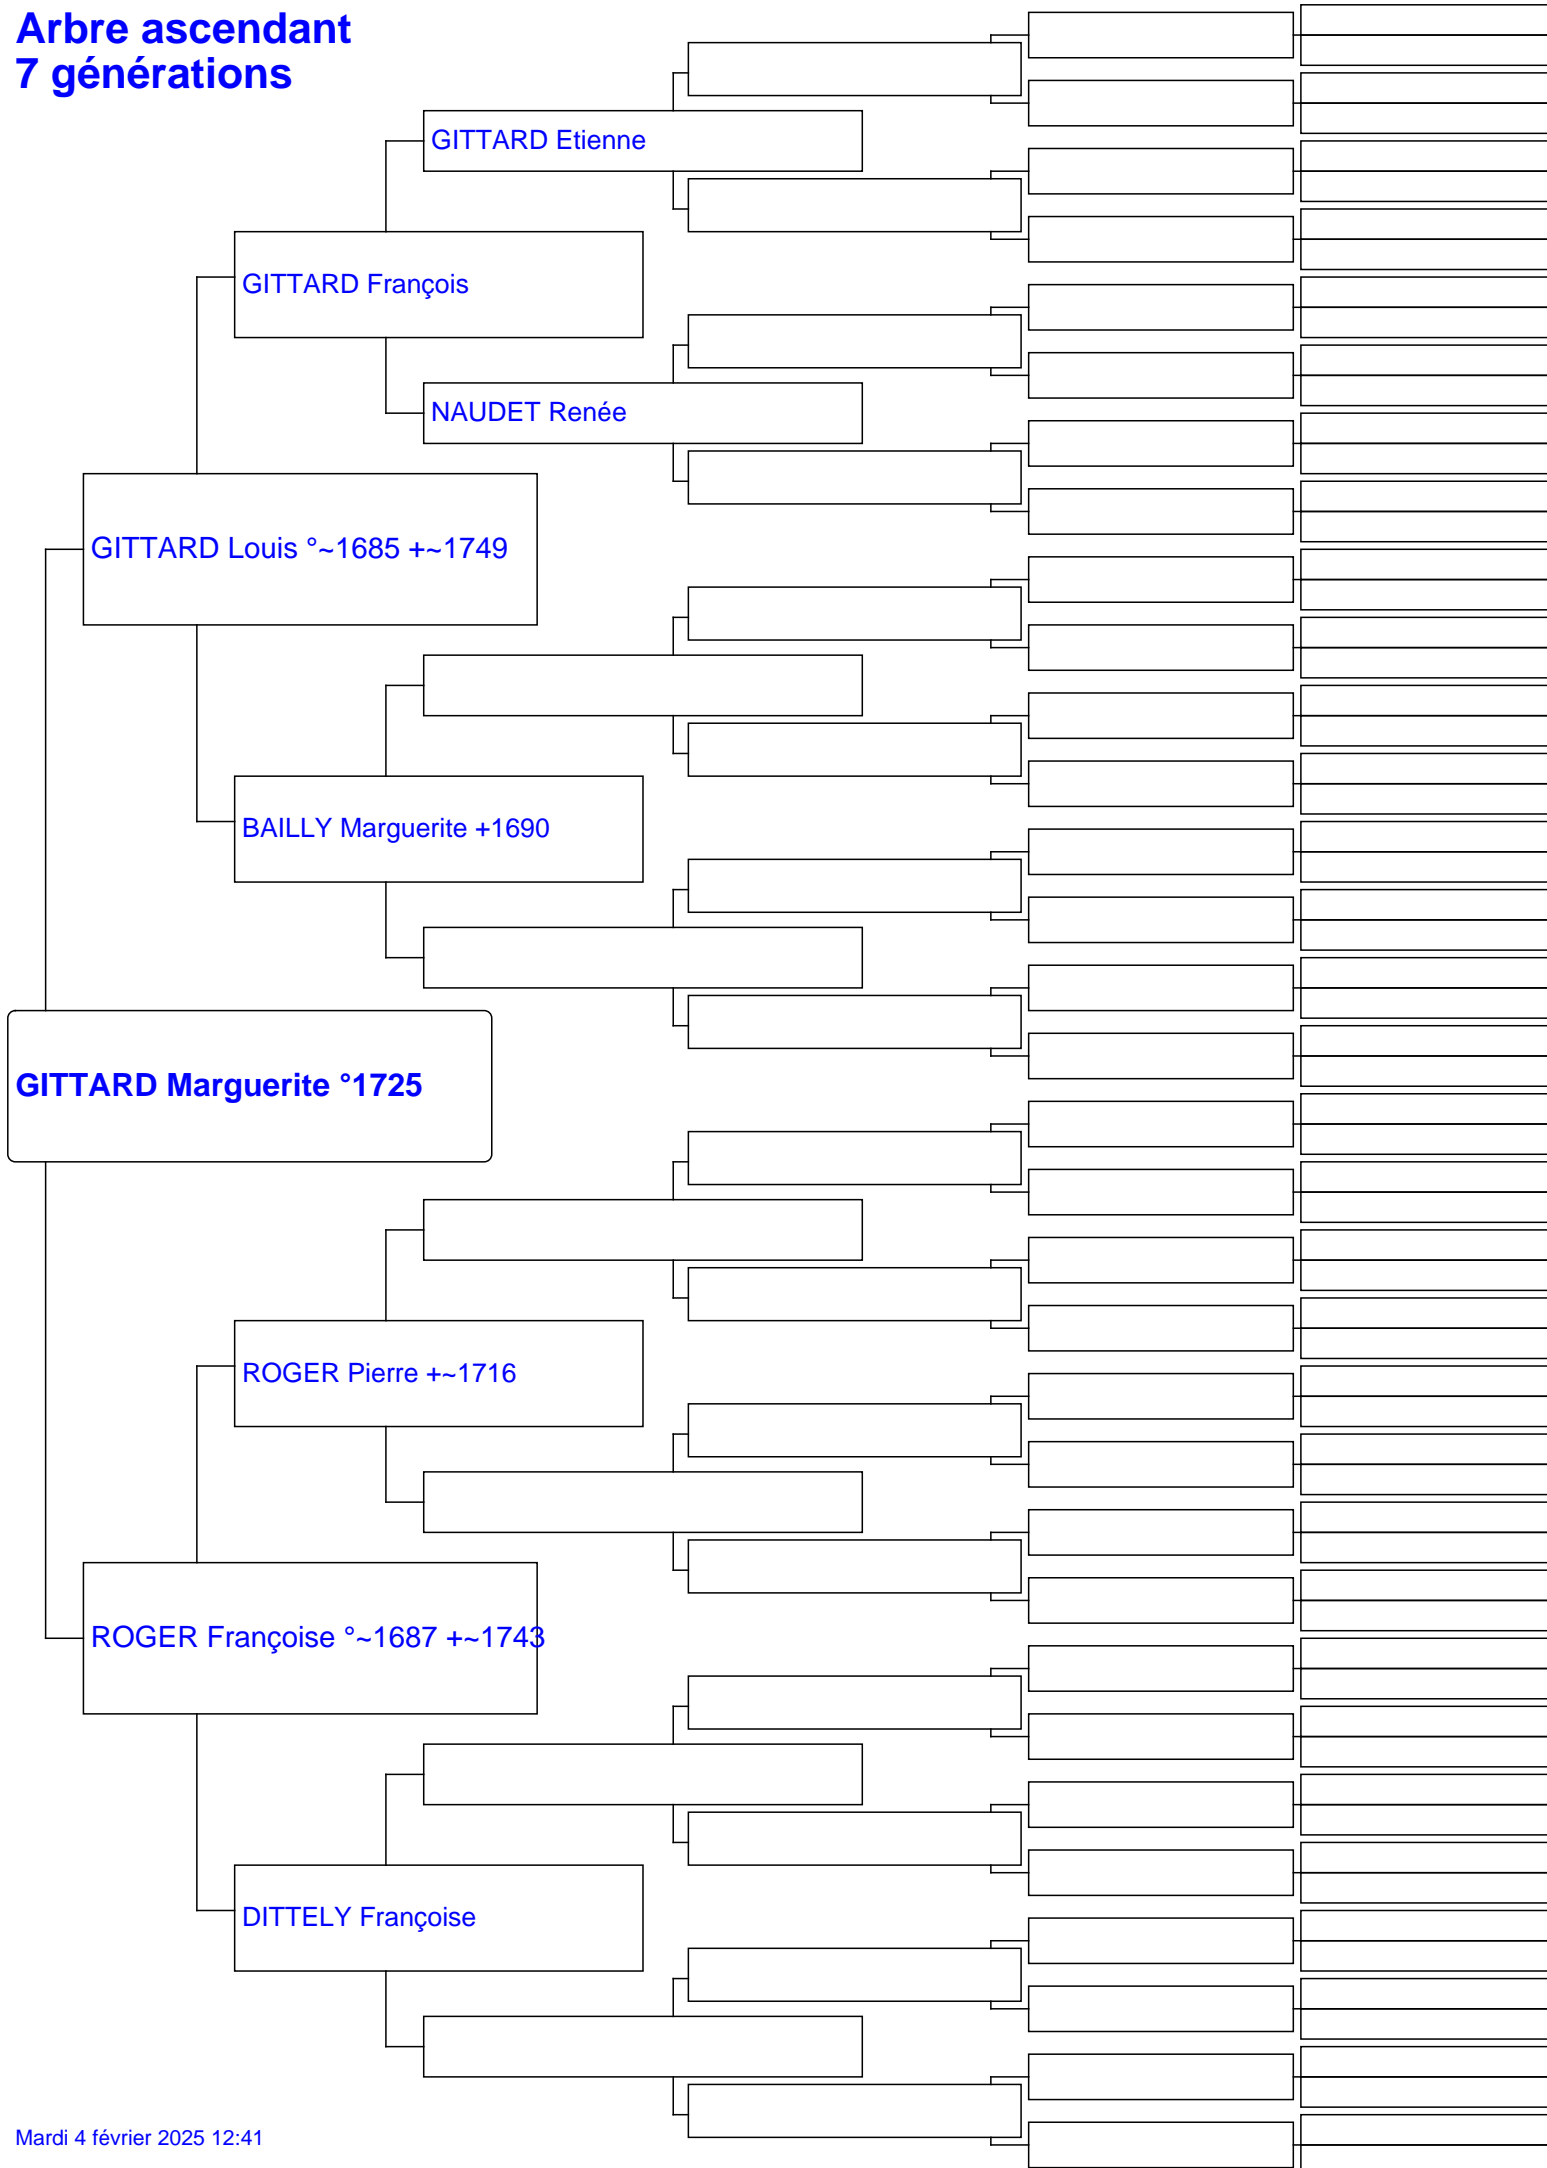 Arbre ascendant
7 générations
GITTARD Etienne
GITTARD François
NAUDET Renée
GITTARD Louis °~1685 +~1749
BAILLY Marguerite +1690
GITTARD Marguerite °1725
ROGER Pierre +~1716
ROGER Françoise °~1687 +~1743
DITTELY Françoise
Mardi 4 février 2025 12:41